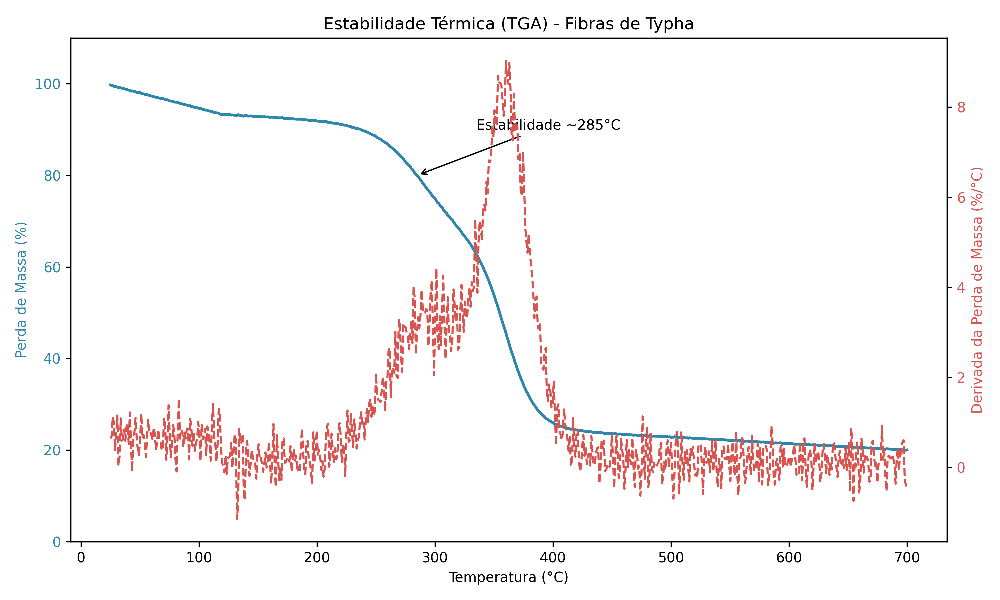 Estabilidade Térmica (TGA) - Fibras de Typha
100
80
60
40
20
0
Perda de Massa (%)
Estabilidade ~285°C
8
6
4
2
0
Derivada da Perda de Massa (%/°C)
0 100 200 300 400 500 600 700
Temperatura (°C)